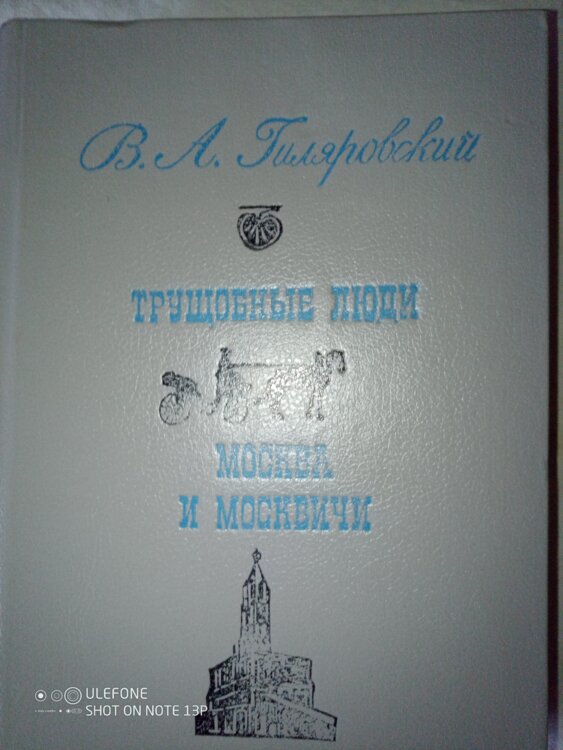 В. А. Гиляровский
ТРУЩОБНЫЕ ЛЮДИ
МОСКВА
И МОСКВИЧИ
ULEFONE
SHOT ON NOTE 13P